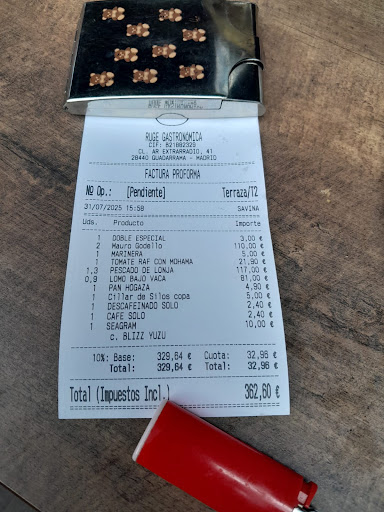 RUGE GASTRONOMICA
CIF: B21882329
CL. AR EXTRARRADIO, 41
28440 GUADARRAMA - MADRID
FACTURA PROFORMA
Nº Op.: [Pendiente] Terraza/T2
31/07/2025 15:58 SAVINA
Uds. Producto Importe
1 DOBLE ESPECIAL 3,00 €
2 Mauro Godello 110,00 €
1 MARINERA 5,00 €
1 TOMATE RAF CON MOHAMA 21,90 €
1,3 PESCADO DE LONJA 117,00 €
0,9 LOMO BAJO VACA 81,00 €
1 PAN HOGAZA 4,90 €
1 Cillar de Silos copa 5,00 €
1 DESCAFEINADO SOLO 2,40 €
1 CAFE SOLO 2,40 €
1 SEAGRAM 10,00 €
c. BLIZZ YUZU
10%: Base: 329,64 € Cuota: 32,96 €
Total: 329,64 € Total: 32,96 €
Total (Impuestos Incl.) 362,60 €